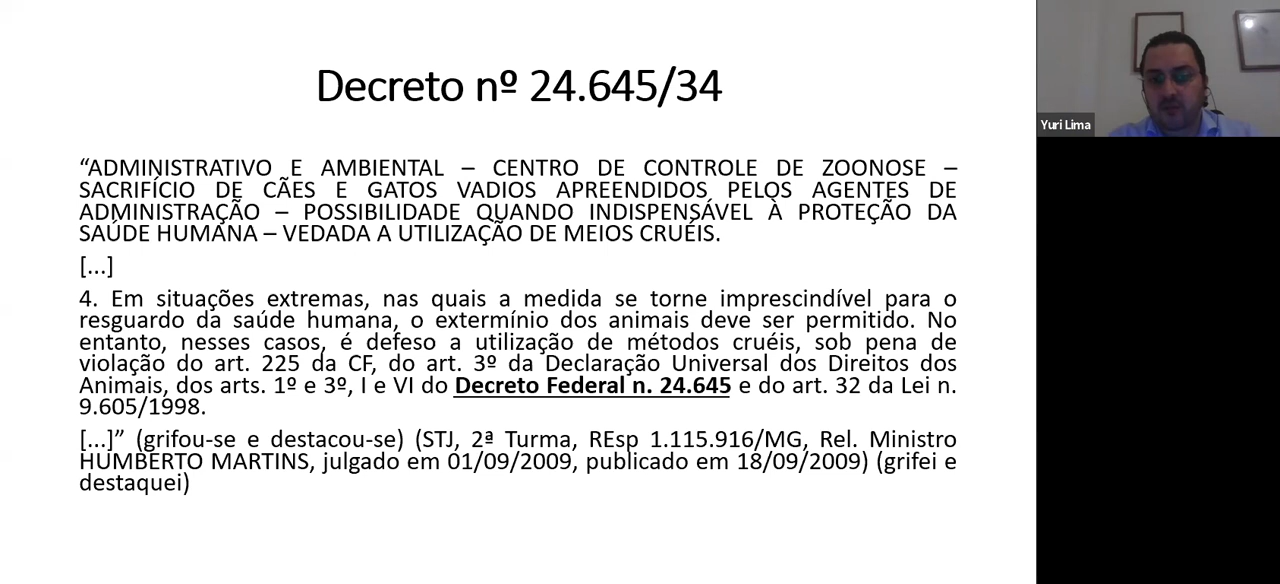 Decreto nº 24.645/34
“ADMINISTRATIVO E AMBIENTAL – CENTRO DE CONTROLE DE ZOONOSE –
SACRIFÍCIO DE CÃES E GATOS VADIOS APREENDIDOS PELOS AGENTES DE
ADMINISTRAÇÃO – POSSIBILIDADE QUANDO INDISPENSÁVEL À PROTEÇÃO DA
SAÚDE HUMANA – VEDADA A UTILIZAÇÃO DE MEIOS CRUÉIS.
[...]
4. Em situações extremas, nas quais a medida se torne imprescindível para o
resguardo da saúde humana, o extermínio dos animais deve ser permitido. No
entanto, nesses casos, é defeso a utilização de métodos cruéis, sob pena de
violação do art. 225 da CF, do art. 3º da Declaração Universal dos Direitos dos
Animais, dos arts. 1º e 3º, I e VI do Decreto Federal n. 24.645 e do art. 32 da Lei n.
9.605/1998.
[...]” (grifou-se e destacou-se) (STJ, 2ª Turma, REsp 1.115.916/MG, Rel. Ministro
HUMBERTO MARTINS, julgado em 01/09/2009, publicado em 18/09/2009) (grifei e
destaquei)
Yuri Lima